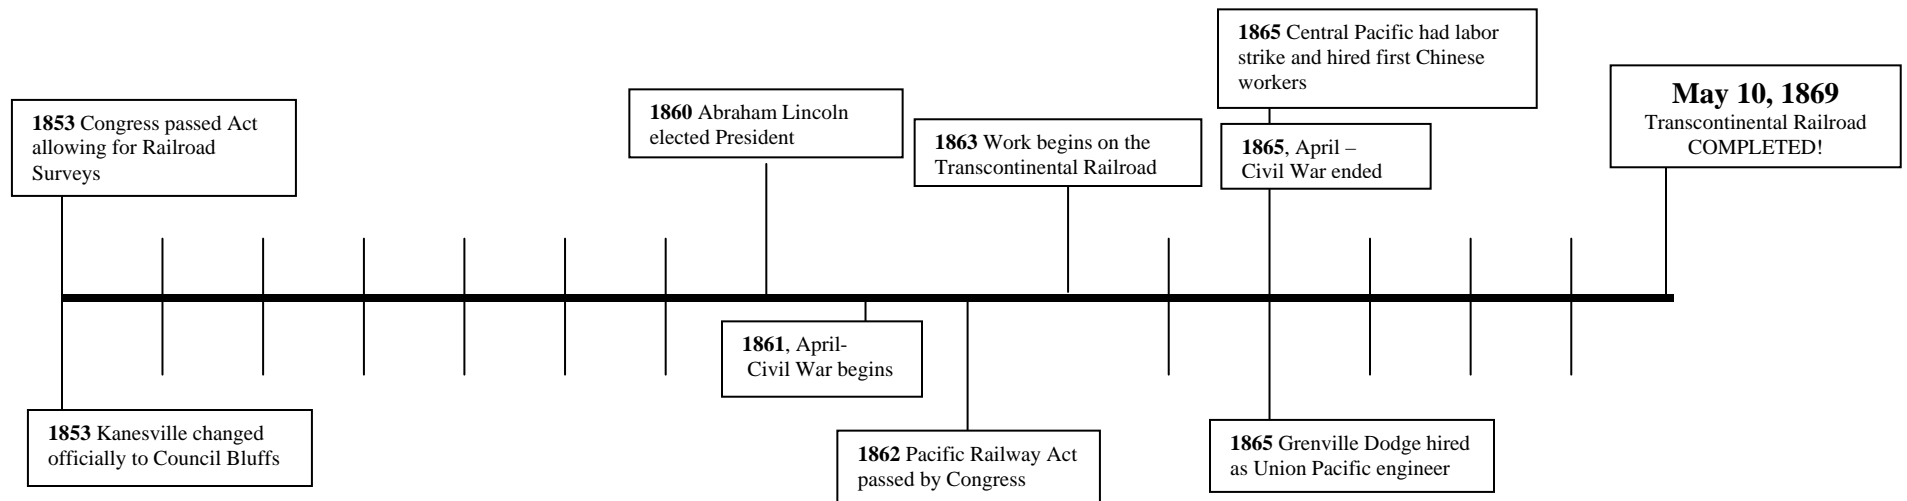 1853 Congress passed Act
allowing for Railroad
Surveys
1853 Kanesville changed
officially to Council Bluffs
1860 Abraham Lincoln
elected President
1861, April-
Civil War begins
1862 Pacific Railway Act
passed by Congress
1863 Work begins on the
Transcontinental Railroad
1865 Central Pacific had labor
strike and hired first Chinese
workers
1865, April –
Civil War ended
1865 Grenville Dodge hired
as Union Pacific engineer
May 10, 1869
Transcontinental Railroad
COMPLETED!